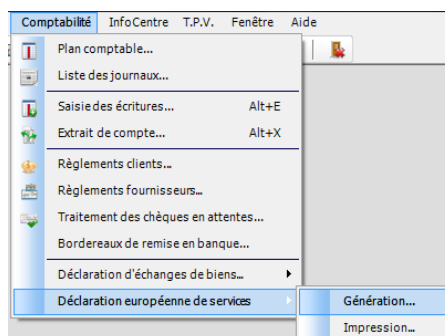 Comptabilité InfoCentre T.P.V. Fenêtre Aide
Plan comptable...
Liste des journaux...
Saisie des écritures... Alt+E
Extrait de compte... Alt+X
Règlements clients...
Règlements fournisseurs...
Traitement des chèques en attentes...
Bordereaux de remise en banque...
Déclaration d'échanges de biens...
Déclaration européenne de services
Génération...
Impression...